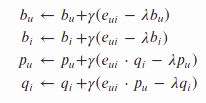 b_u ← b_u+γ(e_ui − λb_u)
b_i ← b_i+γ(e_ui − λb_i)
p_u ← p_u+γ(e_ui · q_i − λp_u)
q_i ← q_i+γ(e_ui · p_u − λq_i)